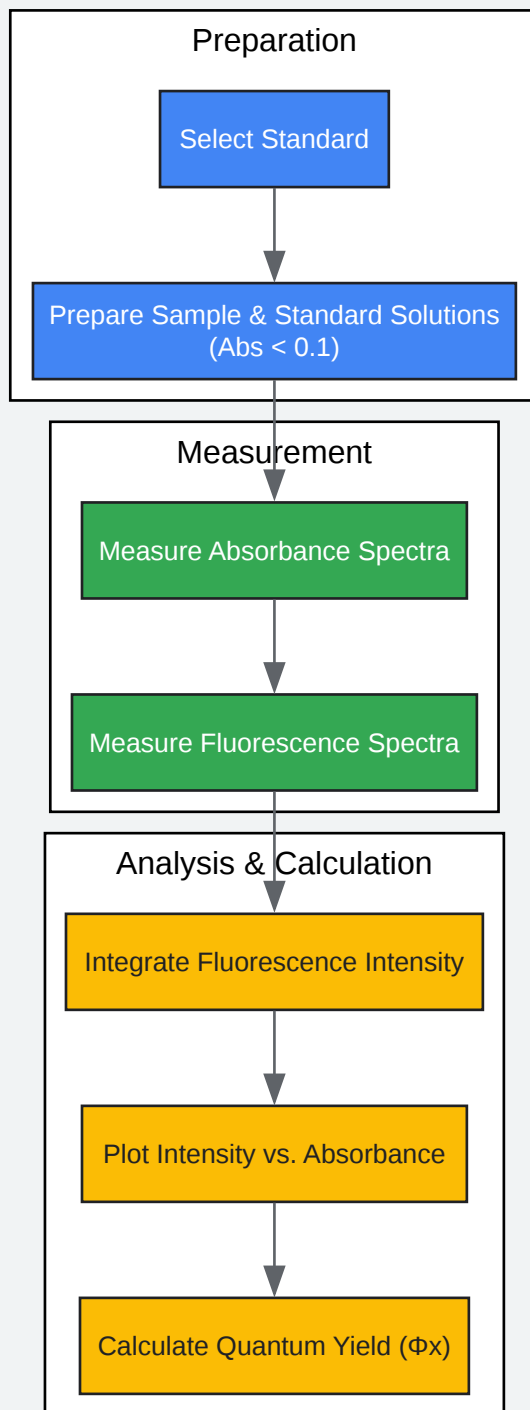 Preparation
Select Standard
Prepare Sample & Standard Solutions
(Abs < 0.1)
Measurement
Measure Absorbance Spectra
Measure Fluorescence Spectra
Analysis & Calculation
Integrate Fluorescence Intensity
Plot Intensity vs. Absorbance
Calculate Quantum Yield (Φx)